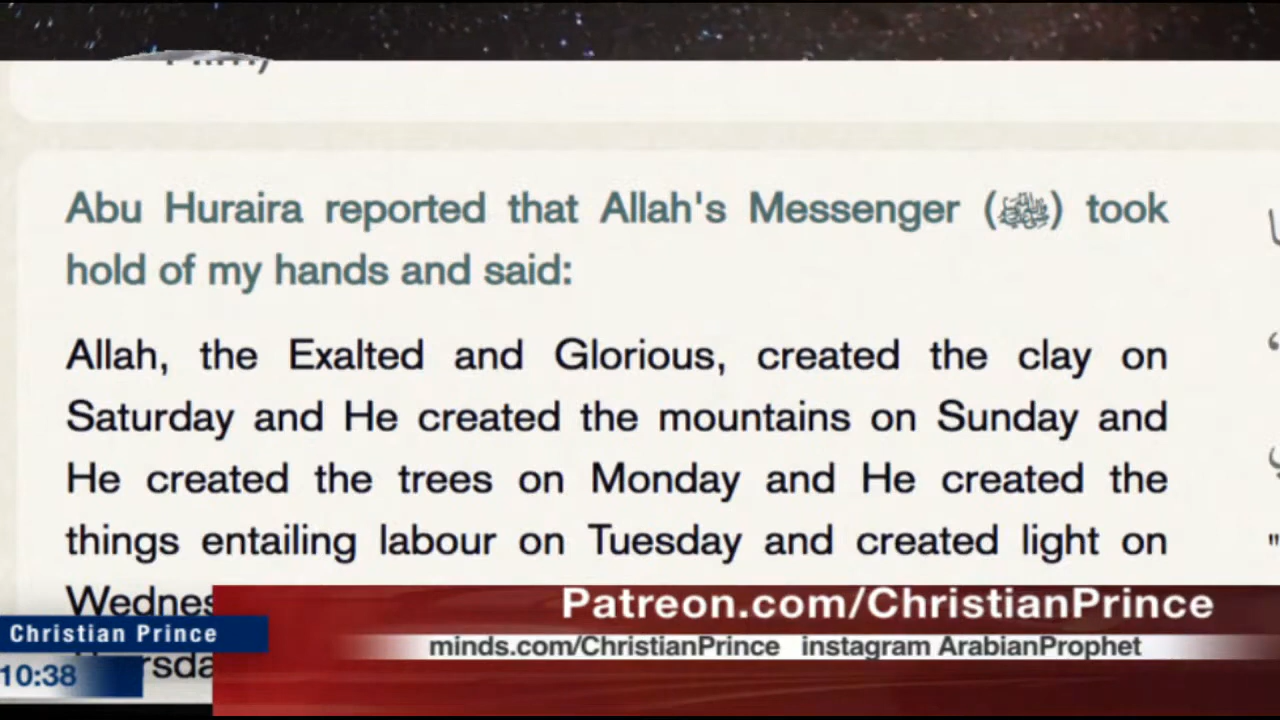 Abu Huraira reported that Allah's Messenger (ﷺ) took
hold of my hands and said:
Allah, the Exalted and Glorious, created the clay on
Saturday and He created the mountains on Sunday and
He created the trees on Monday and He created the
things entailing labour on Tuesday and created light on
Wednes
rsda
Patreon.com/ChristianPrince
minds.com/ChristianPrince instagram ArabianProphet
Christian Prince
10:38